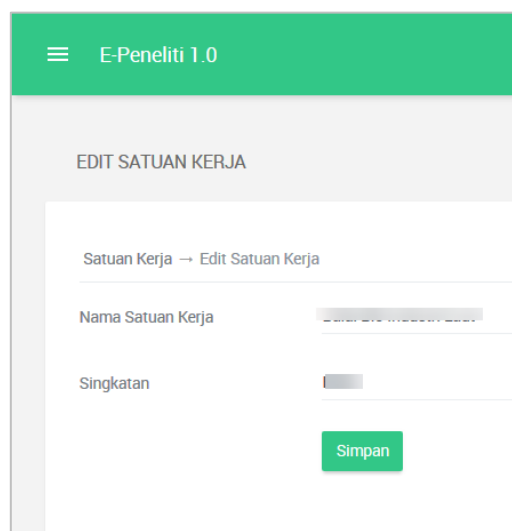 E-Peneliti 1.0
EDIT SATUAN KERJA
Satuan Kerja → Edit Satuan Kerja
Nama Satuan Kerja
Singkatan
Simpan